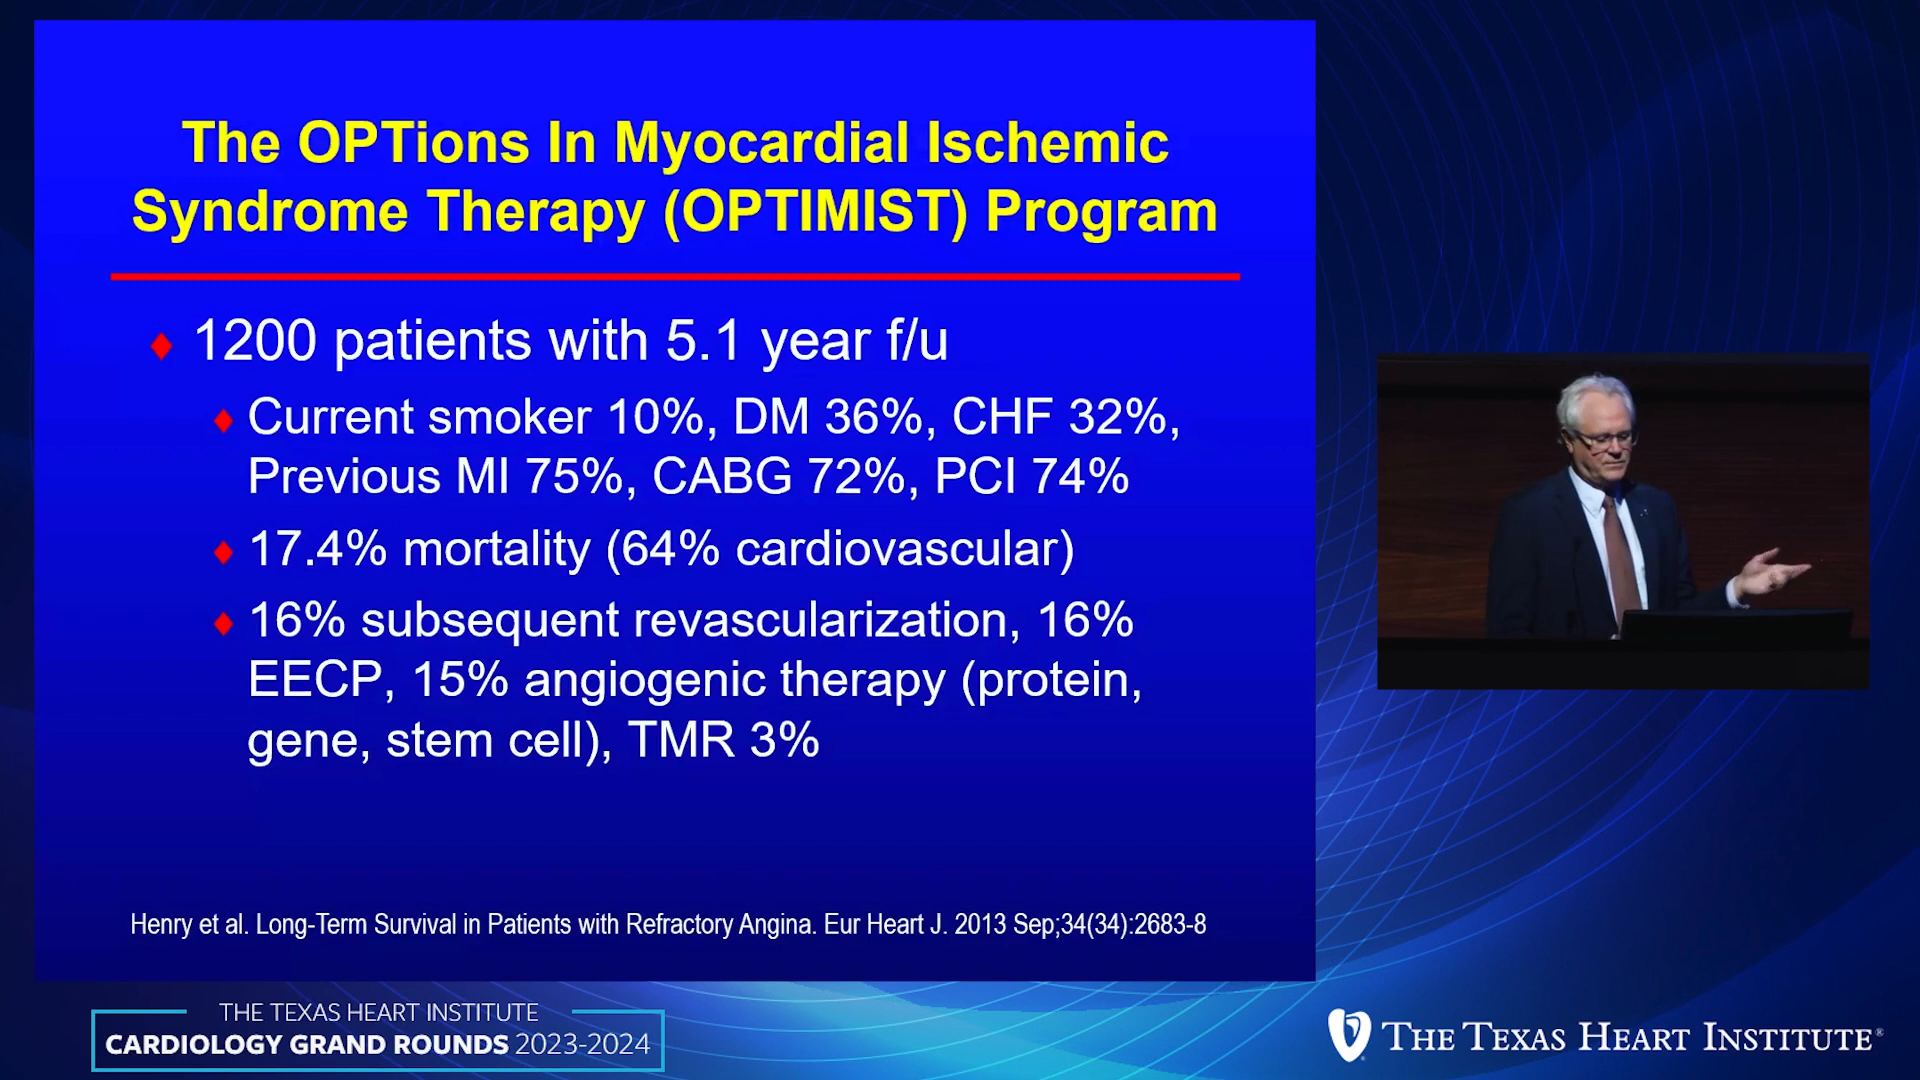 The OPTions In Myocardial Ischemic
Syndrome Therapy (OPTIMIST) Program
1200 patients with 5.1 year f/u
Current smoker 10%, DM 36%, CHF 32%,
Previous MI 75%, CABG 72%, PCI 74%
17.4% mortality (64% cardiovascular)
16% subsequent revascularization, 16%
EECP, 15% angiogenic therapy (protein,
gene, stem cell), TMR 3%
Henry et al. Long-Term Survival in Patients with Refractory Angina. Eur Heart J. 2013 Sep;34(34):2683-8
THE TEXAS HEART INSTITUTE
CARDIOLOGY GRAND ROUNDS 2023-2024
THE TEXAS HEART INSTITUTE®